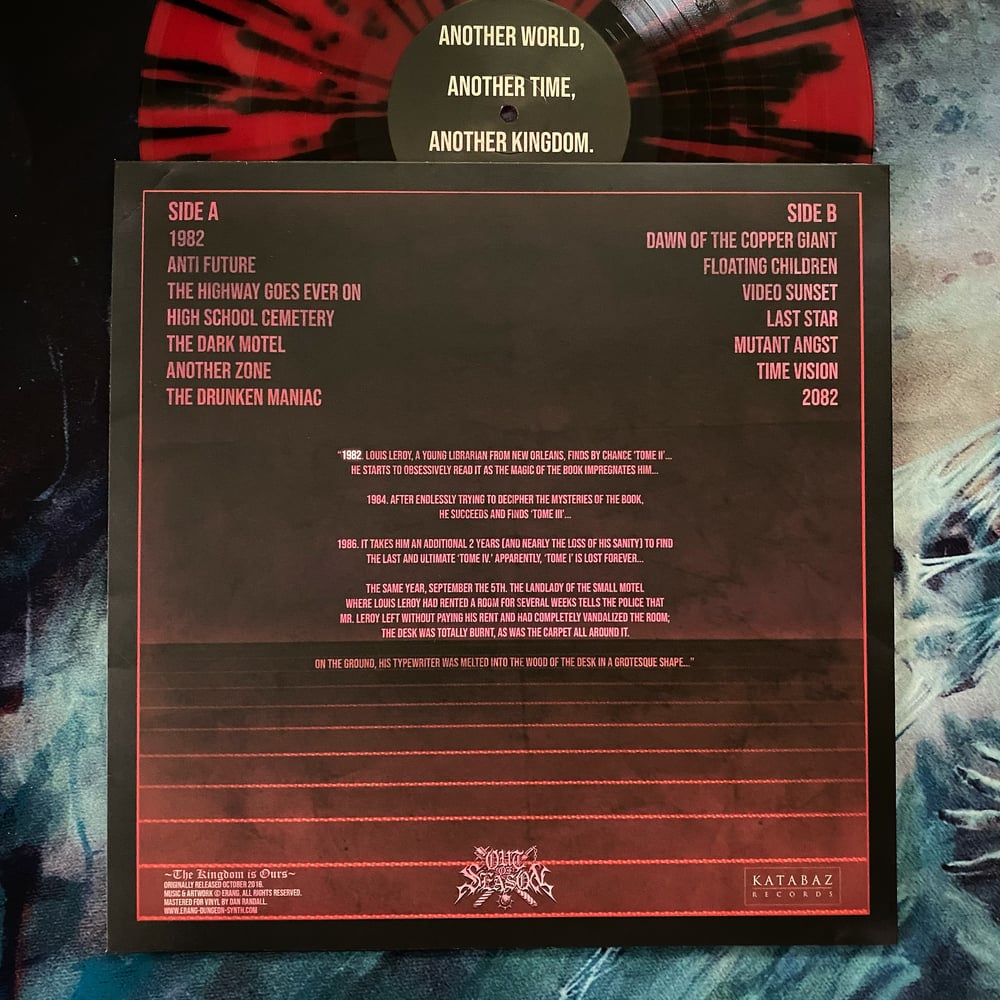 ANOTHER WORLD,
ANOTHER TIME,
ANOTHER KINGDOM.
SIDE A
1982
ANTI FUTURE
THE HIGHWAY GOES EVER ON
HIGH SCHOOL CEMETERY
THE DARK MOTEL
ANOTHER ZONE
THE DRUNKEN MANIAC
SIDE B
DAWN OF THE COPPER GIANT
FLOATING CHILDREN
VIDEO SUNSET
LAST STAR
MUTANT ANGST
TIME VISION
2082
"1982. LOUIS LEROY, A YOUNG LIBRARIAN FROM NEW ORLEANS, FINDS BY CHANCE 'TOME II'...
HE STARTS TO OBSESSIVELY READ IT AS THE MAGIC OF THE BOOK IMPREGNATES HIM...
1984. AFTER ENDLESSLY TRYING TO DECIPHER THE MYSTERIES OF THE BOOK,
HE SUCCEEDS AND FINDS 'TOME III'...
1986. IT TAKES HIM AN ADDITIONAL 2 YEARS (AND NEARLY THE LOSS OF HIS SANITY) TO FIND
THE LAST AND ULTIMATE 'TOME IV.' APPARENTLY, 'TOME I' IS LOST FOREVER...
THE SAME YEAR, SEPTEMBER THE 5TH. THE LANDLADY OF THE SMALL MOTEL
WHERE LOUIS LEROY HAD RENTED A ROOM FOR SEVERAL WEEKS TELLS THE POLICE THAT
MR. LEROY LEFT WITHOUT PAYING HIS RENT AND HAD COMPLETELY VANDALIZED THE ROOM;
THE DESK WAS TOTALLY BURNT, AS WAS THE CARPET ALL AROUND IT.
ON THE GROUND, HIS TYPEWRITER WAS MELTED INTO THE WOOD OF THE DESK IN A GROTESQUE SHAPE..."
~The Kingdom is Ours~
ORIGINALLY RELEASED OCTOBER 2016.
MUSIC & ARTWORK © ERANG, ALL RIGHTS RESERVED.
MASTERED FOR VINYL BY DAN RANDALL.
WWW.ERANG-DUNGEON-SYNTH.COM
OUT
OF
SEASON
KATABAZ
RECORDS